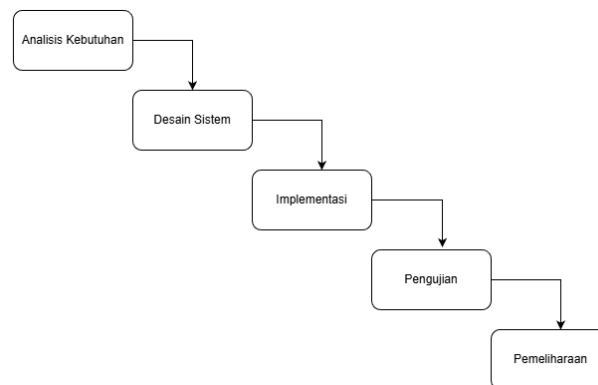 Analisis Kebutuhan
Desain Sistem
Implementasi
Pengujian
Pemeliharaan